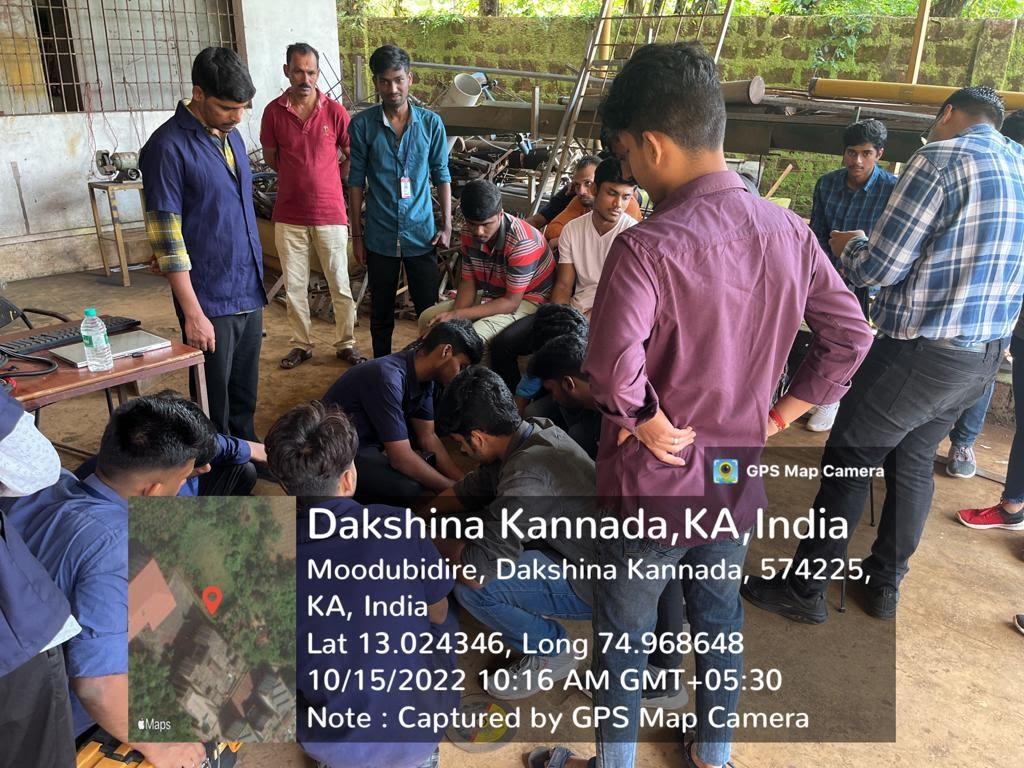 GPS Map Camera
Dakshina Kannada,KA,India
Moodubidire, Dakshina Kannada, 574225,
KA, India
Lat 13.024346, Long 74.968648
10/15/2022 10:16 AM GMT+05:30
Note : Captured by GPS Map Camera
Maps